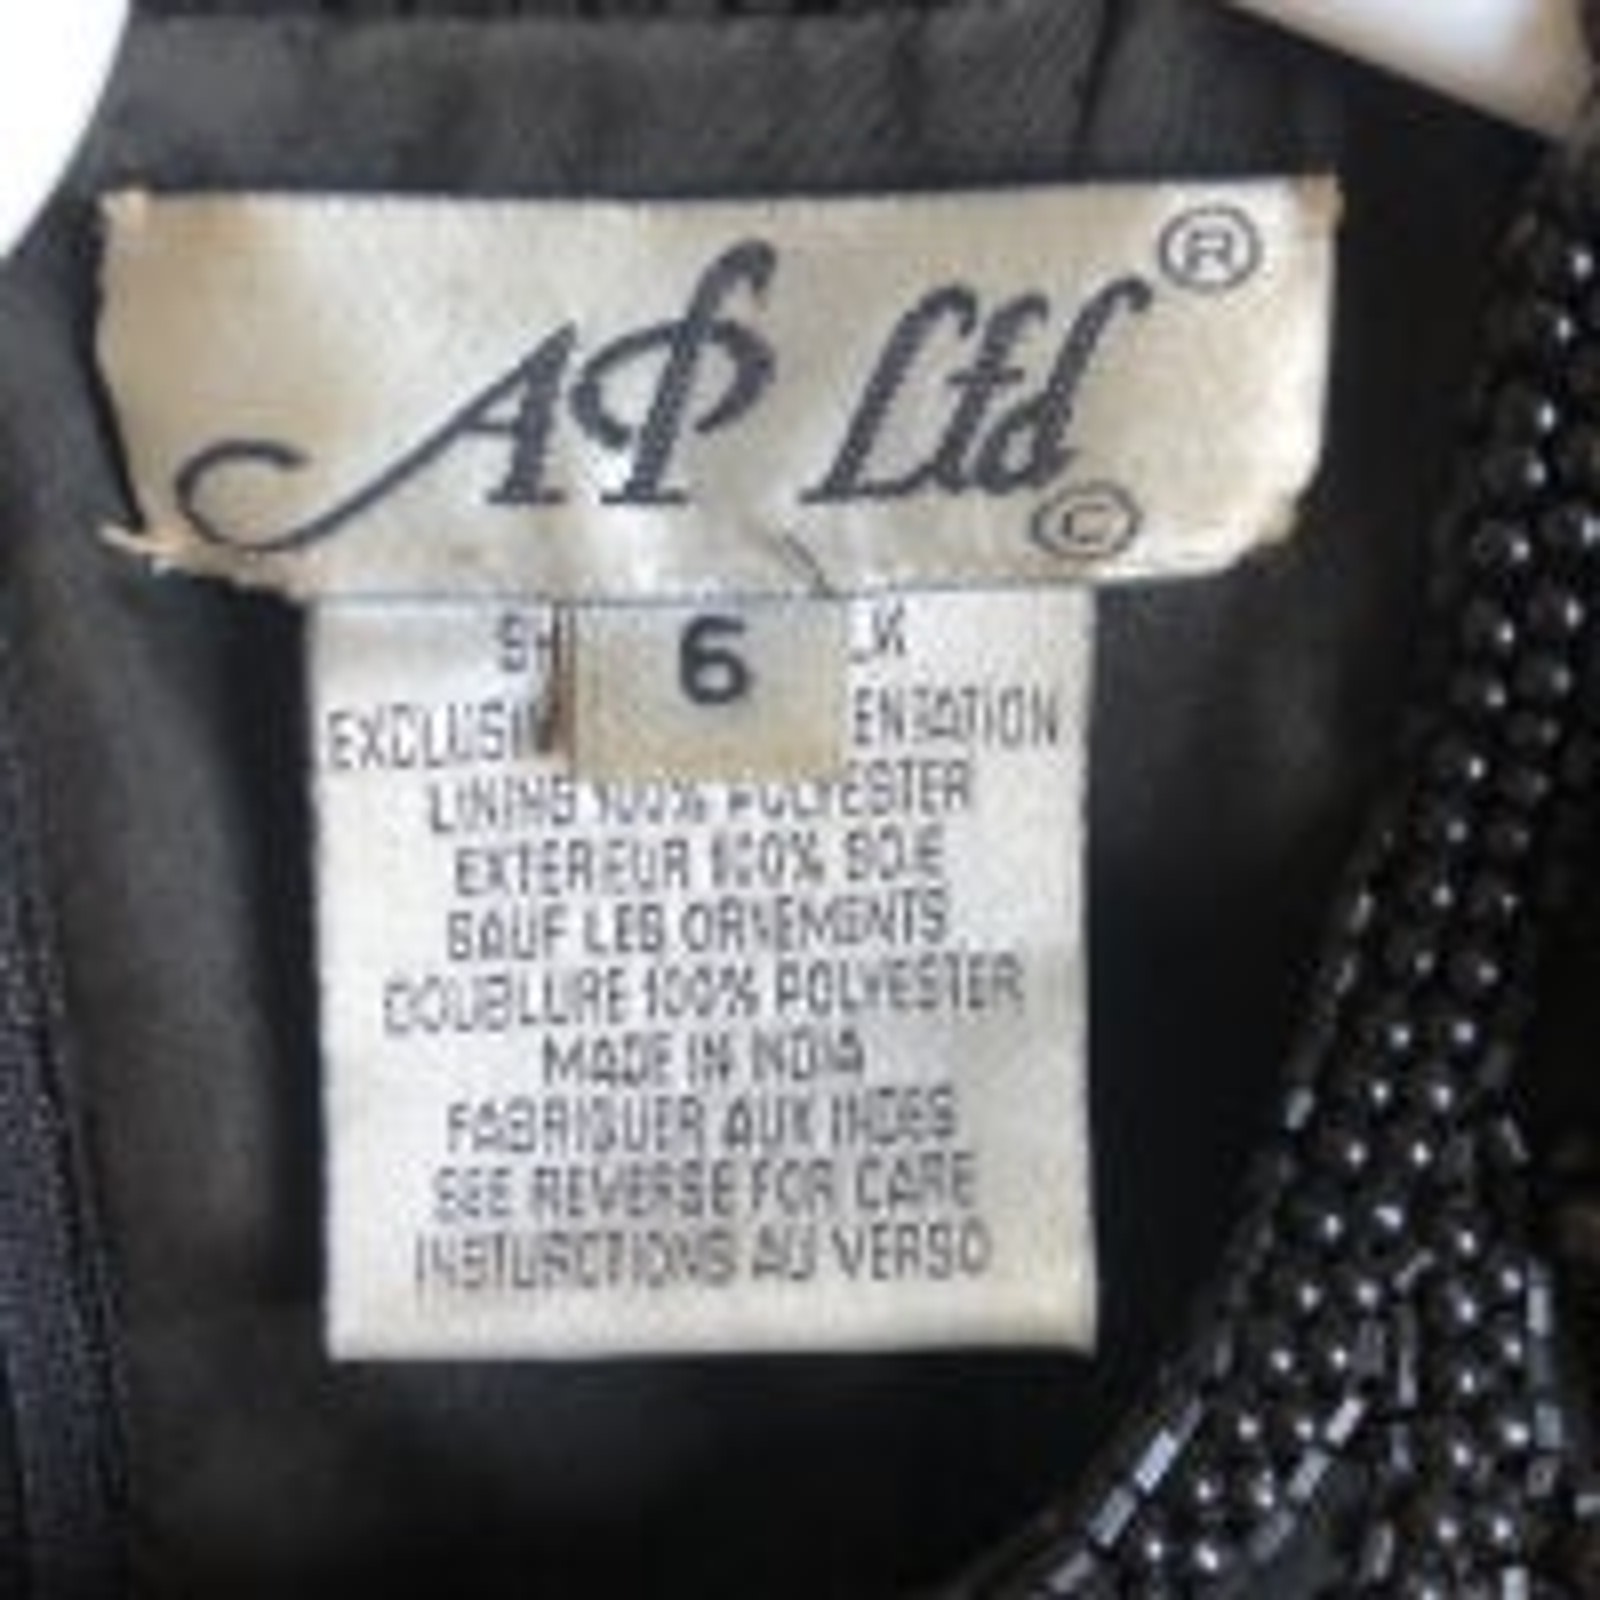 AP Ltd ®
©
6
LINING 100% POLYESTER
EXTERIEUR 100% SOIE
SAUF LES ORNEMENTS
DOUBLURE 100% POLYESTER
MADE IN INDIA
FABRIQUER AUX INDES
SEE REVERSE FOR CARE
INSTURCTIONS AU VERSO